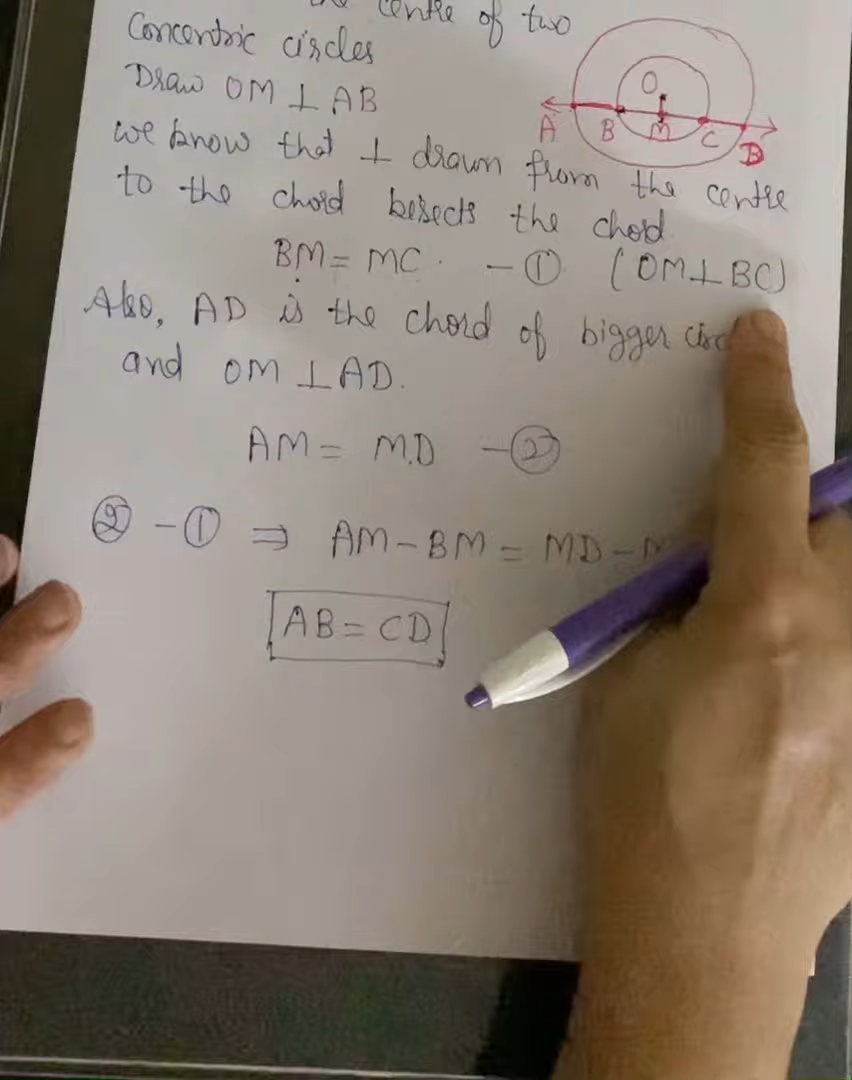 the centre of two
Concentric circles
Draw OM ⊥ AB
we know that ⊥ drawn from the centre
to the chord besects the chord
BM = MC. - ① (OM ⊥ BC)
Also, AD is the chord of bigger
and OM ⊥ AD.
AM = MD - ②
② - ① ⇒ AM - BM = MD -
AB = CD
O
A B M C D